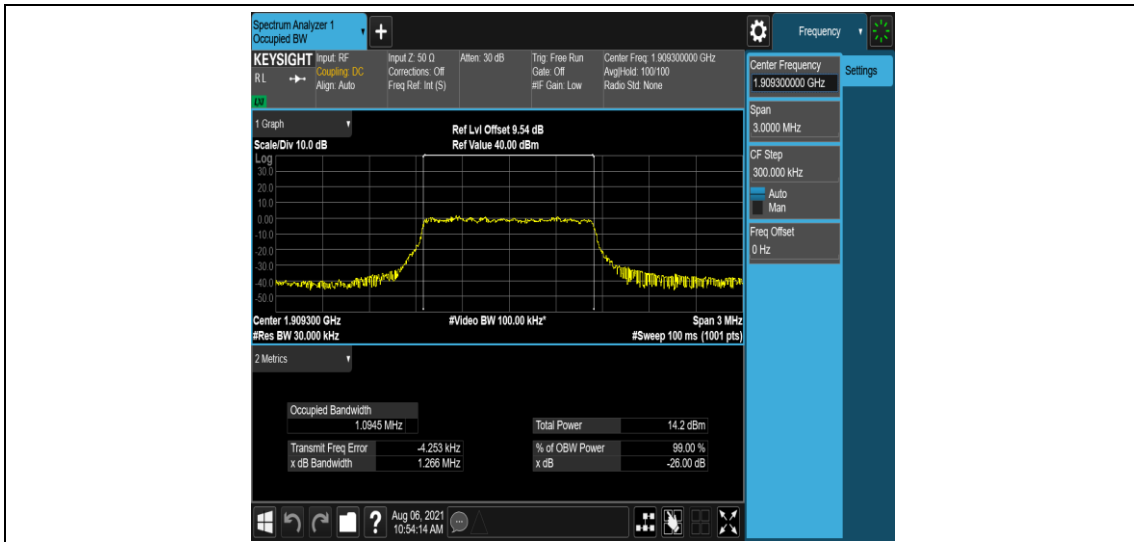 Spectrum Analyzer 1
Occupied BW
+
Frequency
KEYSIGHT
RL
LM
Input: RF
Coupling: DC
Align: Auto
Input Z: 50 Ω
Corrections: Off
Freq Ref: Int (S)
Atten: 30 dB
Trig: Free Run
Gate: Off
#IF Gain: Low
Center Freq: 1.909300000 GHz
Avg|Hold: 100/100
Radio Std: None
Center Frequency
1.909300000 GHz
Settings
Span
3.0000 MHz
CF Step
300.000 kHz
Auto
Man
Freq Offset
0 Hz
1 Graph
Scale/Div 10.0 dB
Ref Lvl Offset 9.54 dB
Ref Value 40.00 dBm
Log
30.0
20.0
10.0
0.00
-10.0
-20.0
-30.0
-40.0
-50.0
Center 1.909300 GHz
#Video BW 100.00 kHz*
Span 3 MHz
#Res BW 30.000 kHz
#Sweep 100 ms (1001 pts)
2 Metrics
Occupied Bandwidth
1.0945 MHz
Total Power 14.2 dBm
Transmit Freq Error -4.253 kHz
% of OBW Power 99.00 %
x dB Bandwidth 1.266 MHz
x dB -26.00 dB
?
Aug 06, 2021
10:54:14 AM